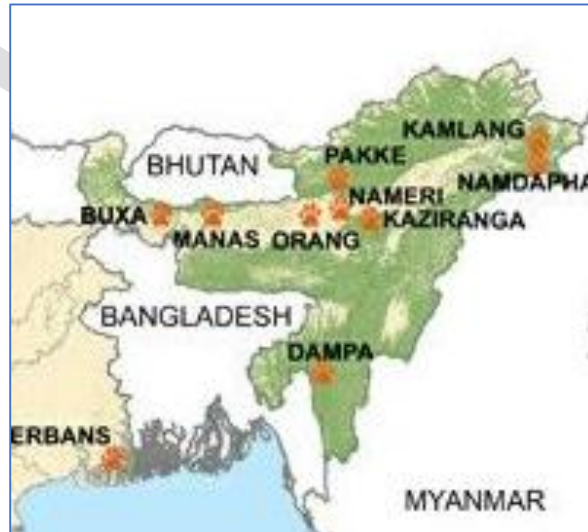 KAMLANG
BHUTAN
PAKKE
NAMDAPHA
NAMERI
BUXA
MANAS
ORANG
KAZIRANGA
BANGLADESH
DAMPA
ERBANS
MYANMAR